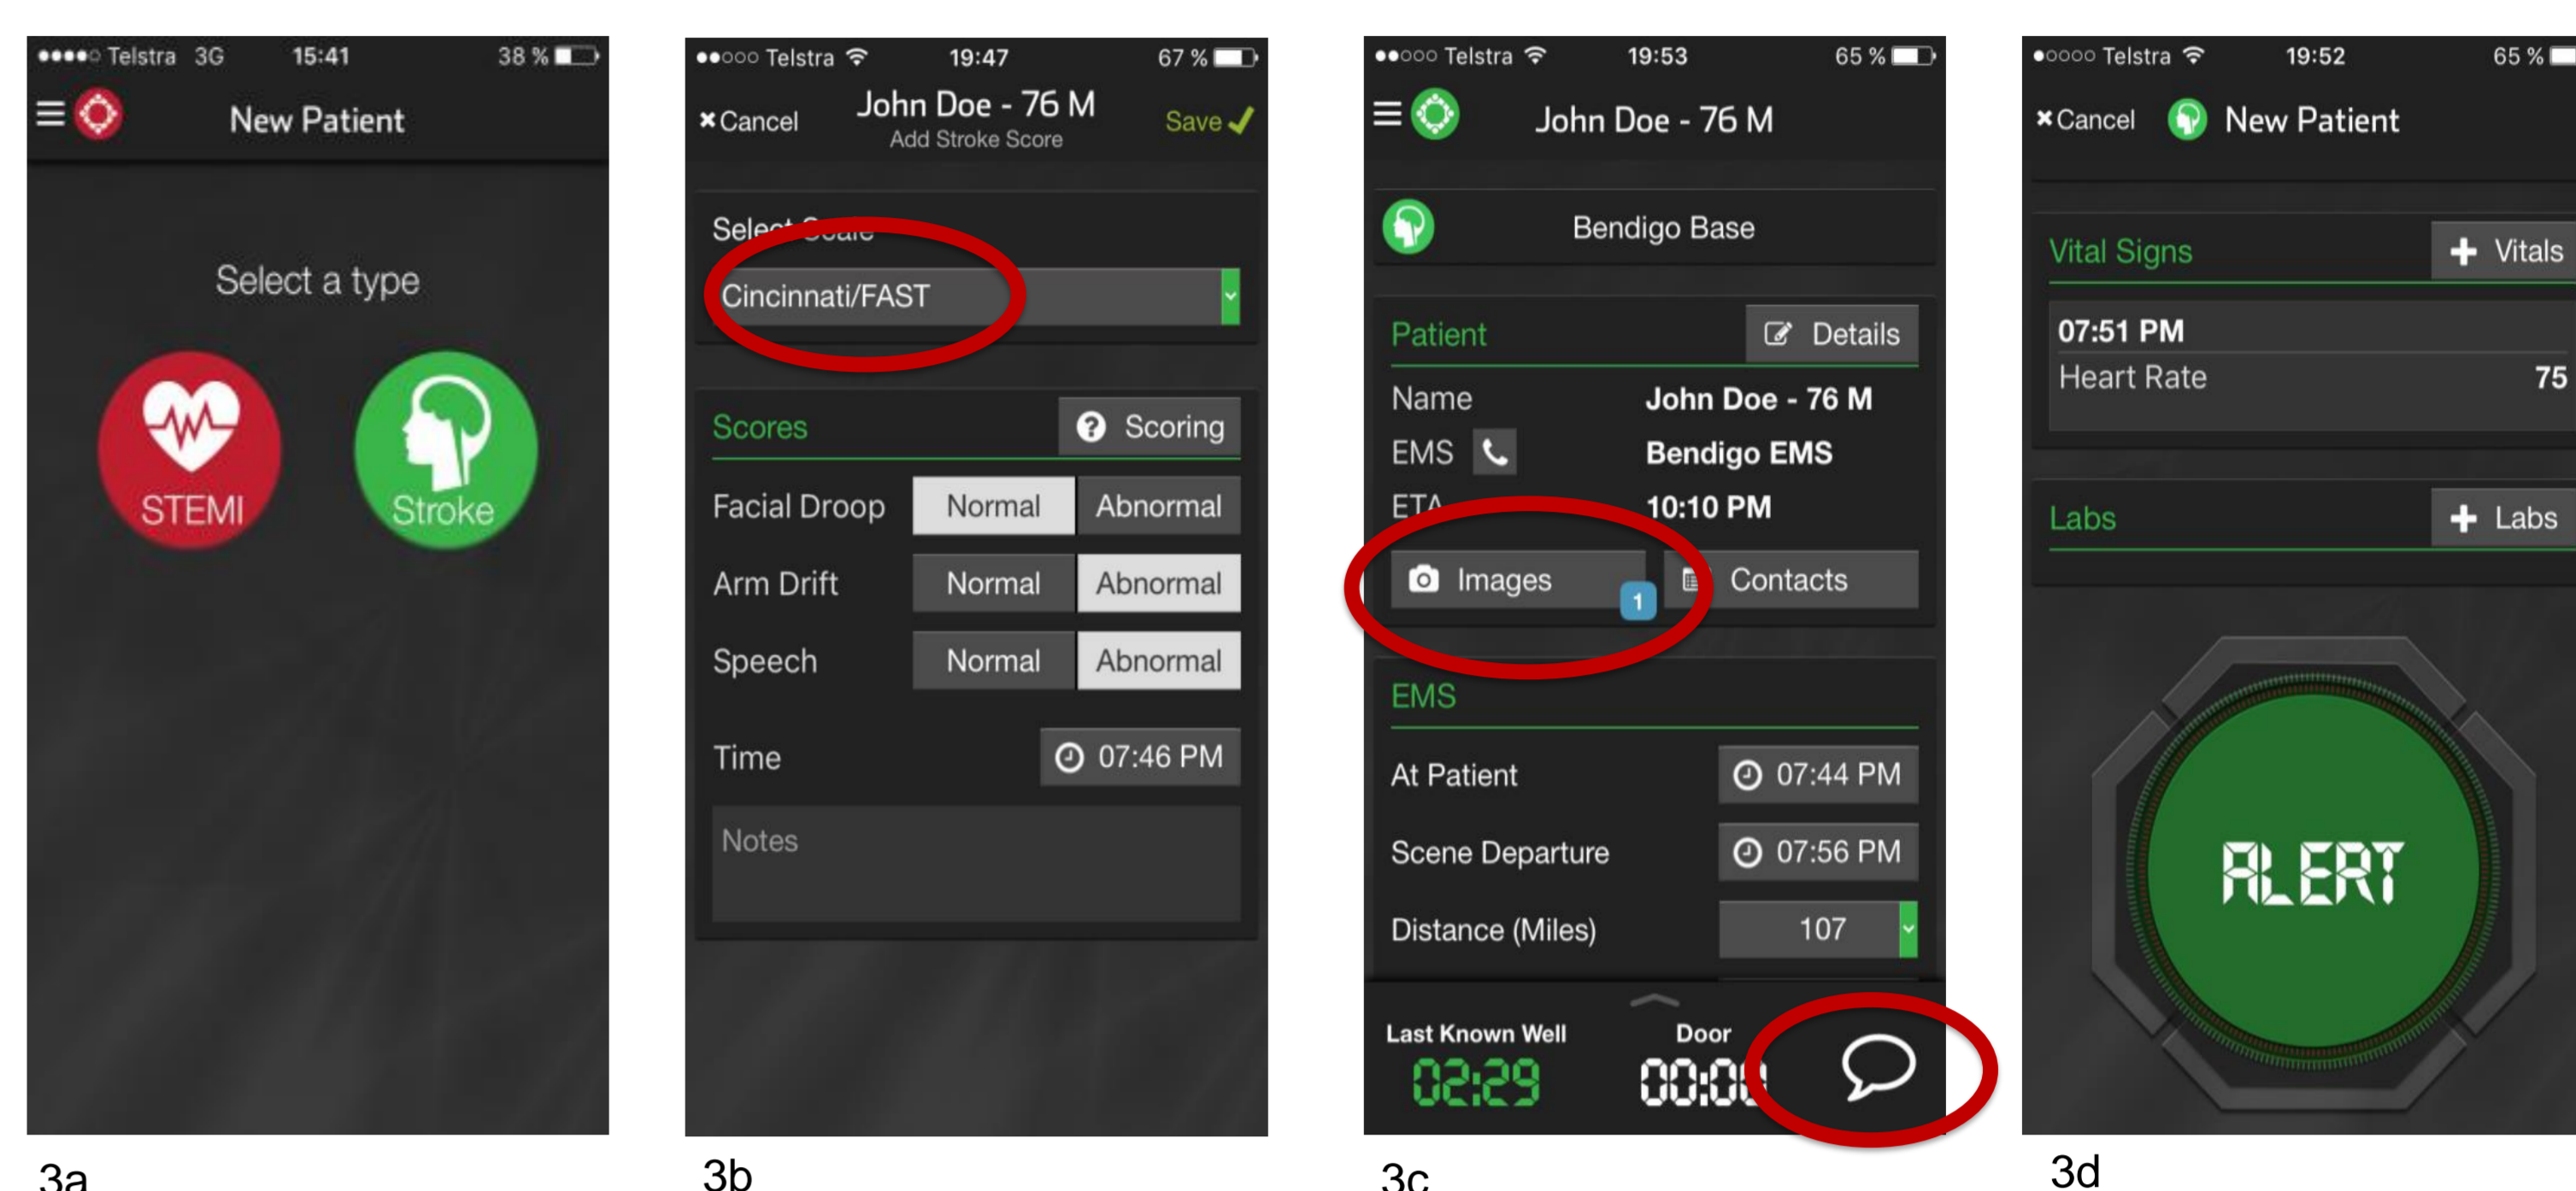 Telstra 3G 15:41 38 %
New Patient
Select a type
STEMI
Stroke
3a
Telstra 19:47 67 %
Cancel John Doe - 76 M Save
Add Stroke Score
Select Scale
Cincinnati/FAST
Scores Scoring
Facial Droop Normal Abnormal
Arm Drift Normal Abnormal
Speech Normal Abnormal
Time 07:46 PM
Notes
3b
Telstra 19:53 65 %
John Doe - 76 M
Bendigo Base
Patient Details
Name John Doe - 76 M
EMS Bendigo EMS
ETA 10:10 PM
Images 1 Contacts
EMS
At Patient 07:44 PM
Scene Departure 07:56 PM
Distance (Miles) 107
Last Known Well Door
02:29 00:00
3c
Telstra 19:52 65 %
Cancel New Patient
Vital Signs Vitals
07:51 PM
Heart Rate 75
Labs Labs
ALERT
3d